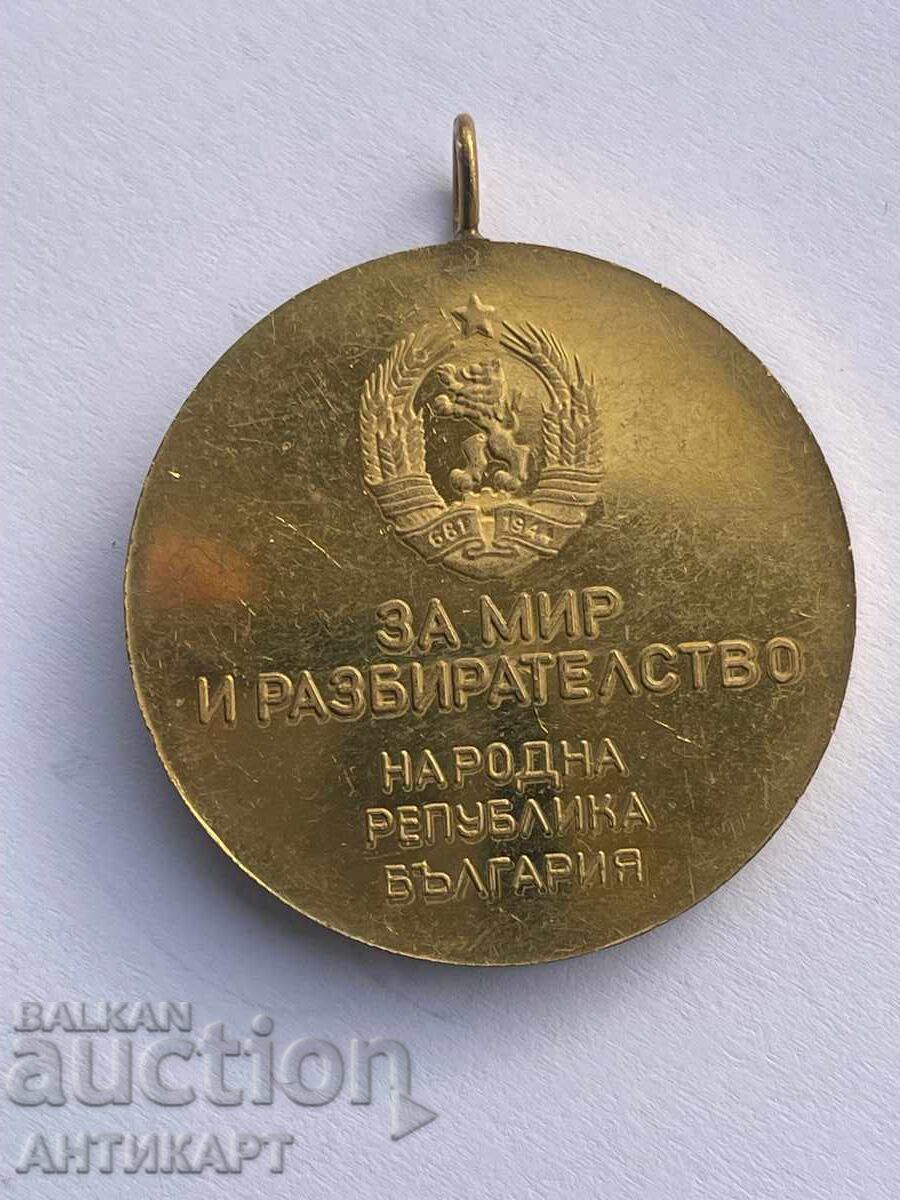 681 1944
ЗА МИР
И РАЗБИРАТЕЛСТВО
НАРОДНА
РЕПУБЛИКА
БЪЛГАРИЯ
BALKAN
auction
АНТИКАРТ